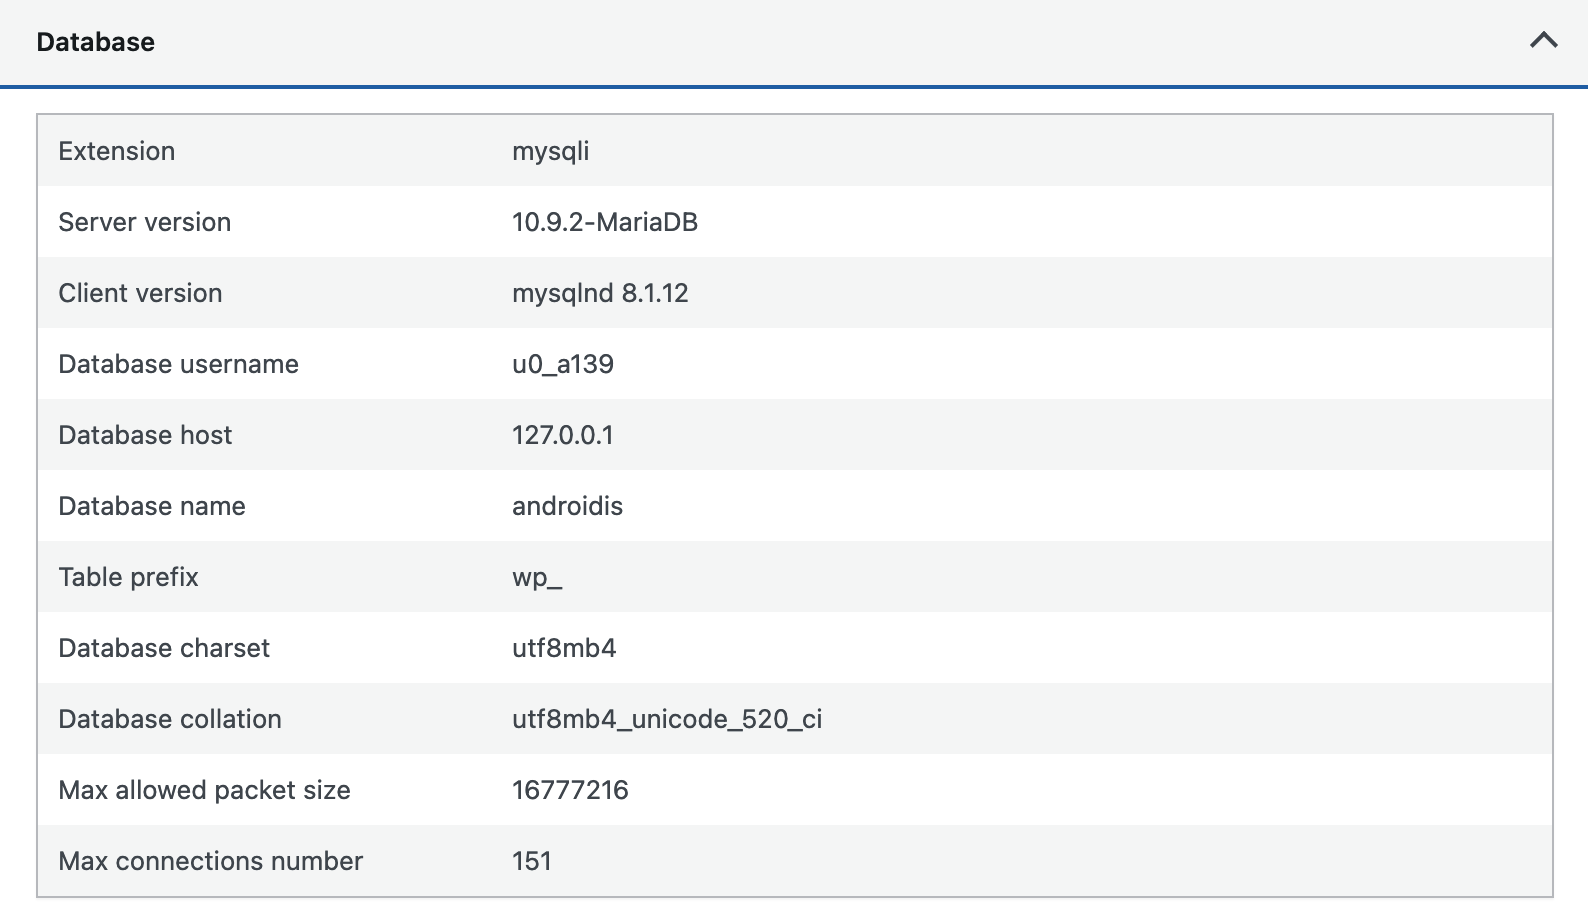 Database
Extension mysqli
Server version 10.9.2-MariaDB
Client version mysqlnd 8.1.12
Database username u0_a139
Database host 127.0.0.1
Database name androidis
Table prefix wp_
Database charset utf8mb4
Database collation utf8mb4_unicode_520_ci
Max allowed packet size 16777216
Max connections number 151